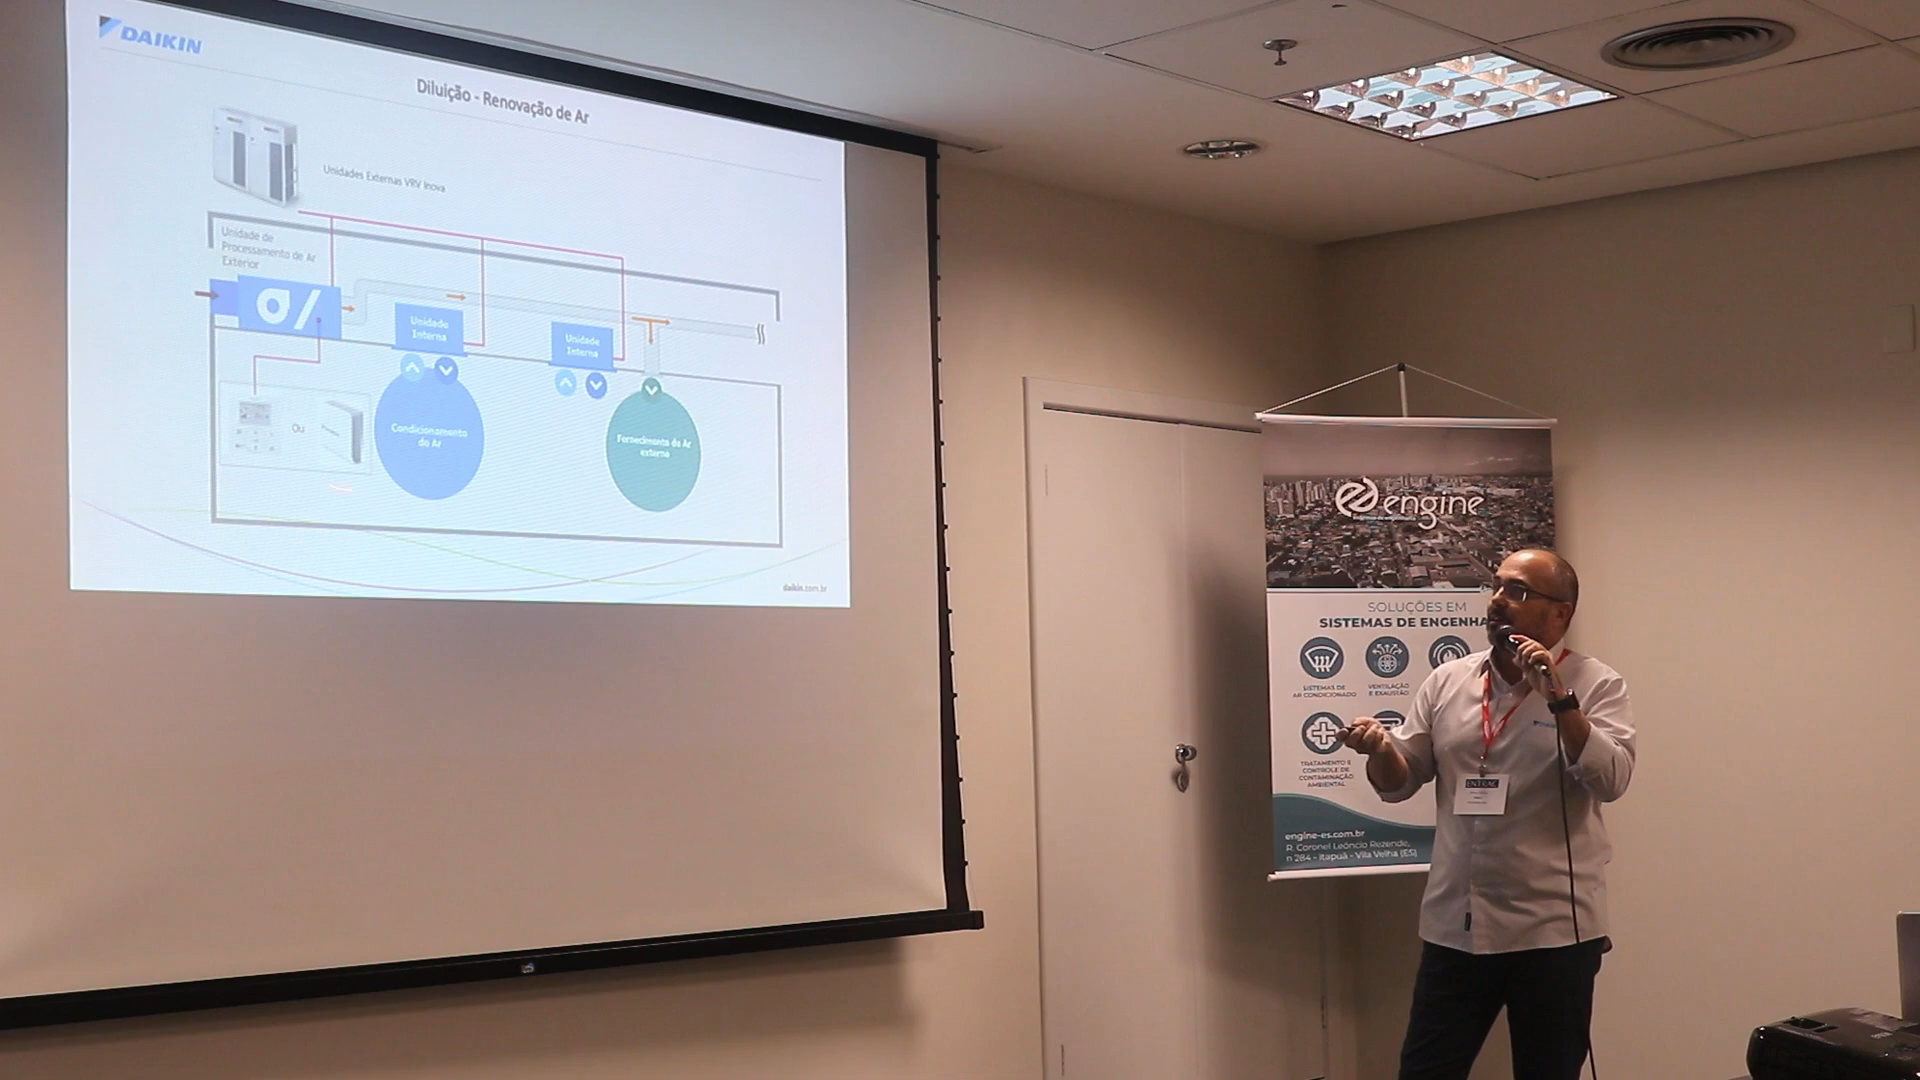 DAIKIN
Diluição - Renovação de Ar
Unidades Externas VRV Inova
Unidade de
Processamento de Ar
Exterior
Unidade
Interna
Unidade
Interna
Ou
Condicionamento
do Ar
Fornecimento de Ar
externo
daikin.com.br
engine
SOLUÇÕES EM
SISTEMAS DE ENGENHA
SISTEMAS DE
AR CONDICIONADO
VENTILAÇÃO
E EXAUSTÃO
TRATAMENTO E
CONTROLE DE
CONTAMINAÇÃO
AMBIENTAL
engine-es.com.br
R. Coronel Leôncio Rezende,
n 284 - Itapuã - Vila Velha (ES)
ENTRAC